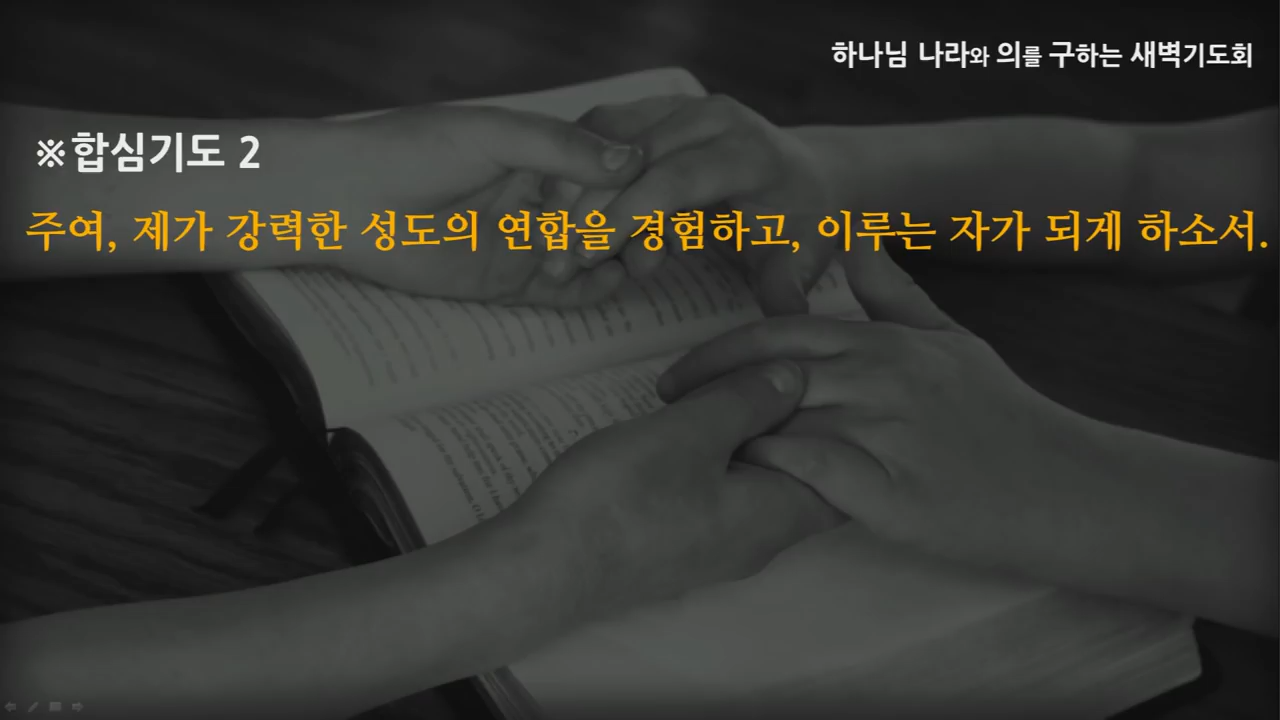 하나님 나라와 의를 구하는 새벽기도회
※합심기도 2
주여, 제가 강력한 성도의 연합을 경험하고, 이루는 자가 되게 하소서.